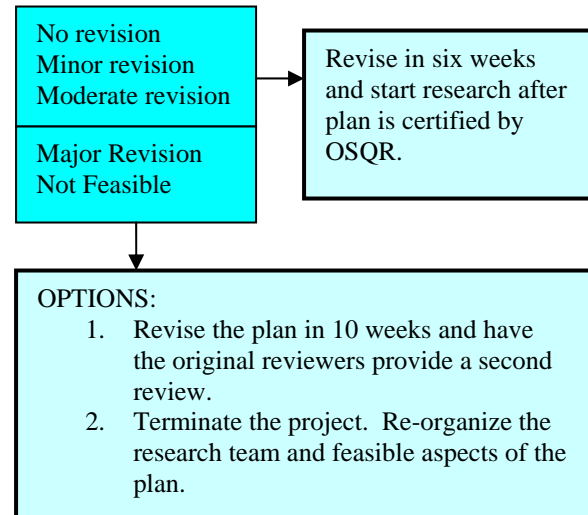 No revision
Minor revision
Moderate revision
Major Revision
Not Feasible
Revise in six weeks
and start research after
plan is certified by
OSQR.
OPTIONS:
1. Revise the plan in 10 weeks and have
the original reviewers provide a second
review.
2. Terminate the project. Re-organize the
research team and feasible aspects of the
plan.